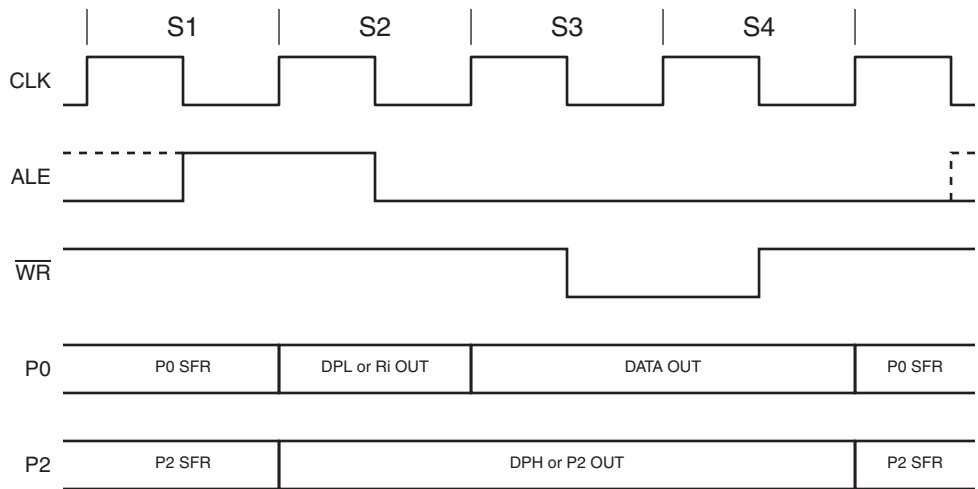 S1 S2 S3 S4
CLK
ALE
WR
P0 P0 SFR DPL or Ri OUT DATA OUT P0 SFR
P2 P2 SFR DPH or P2 OUT P2 SFR